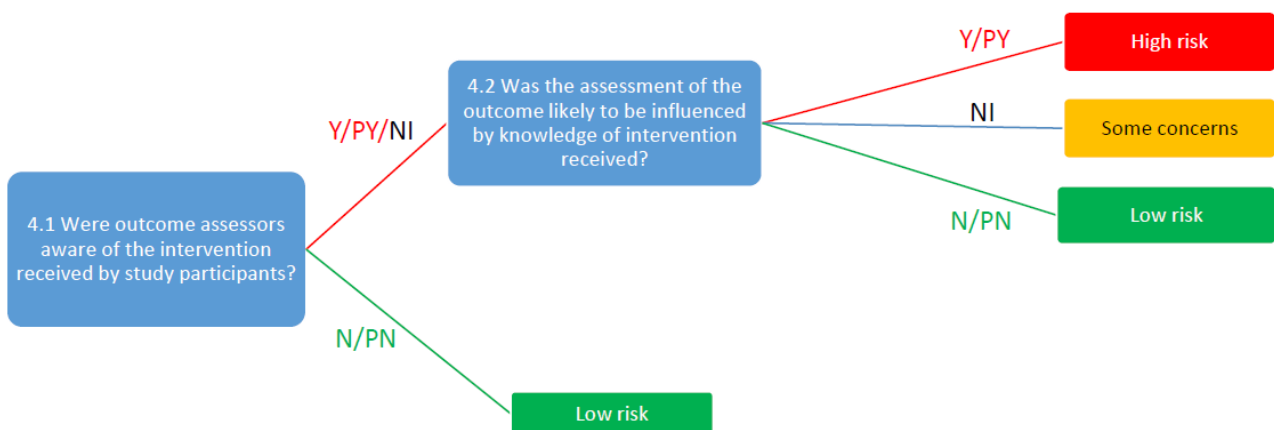 4.1 Were outcome assessors
aware of the intervention
received by study participants?
Y/PY/NI
N/PN
Low risk
4.2 Was the assessment of the
outcome likely to be influenced
by knowledge of intervention
received?
Y/PY
High risk
NI
Some concerns
N/PN
Low risk